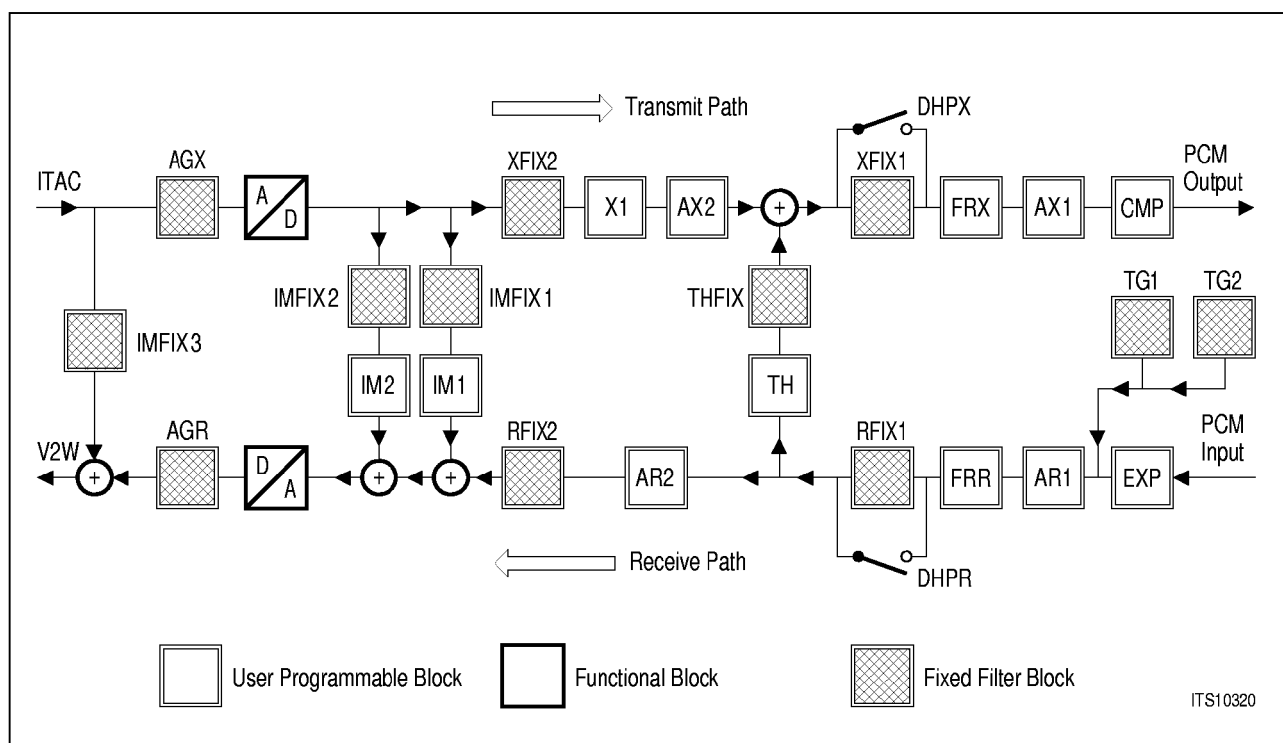 Transmit Path
DHPX
AGX
XFIX2
XFIX1
PCM
Output
ITAC
A
D
X1
AX2
+
FRX
AX1
CMP
IMFIX2
IMFIX1
THFIX
TG1
TG2
IMFIX3
IM2
IM1
TH
PCM
Input
V2W
AGR
RFIX2
RFIX1
+
D
A
+
+
AR2
FRR
AR1
EXP
Receive Path
DHPR
User Programmable Block
Functional Block
Fixed Filter Block
ITS10320